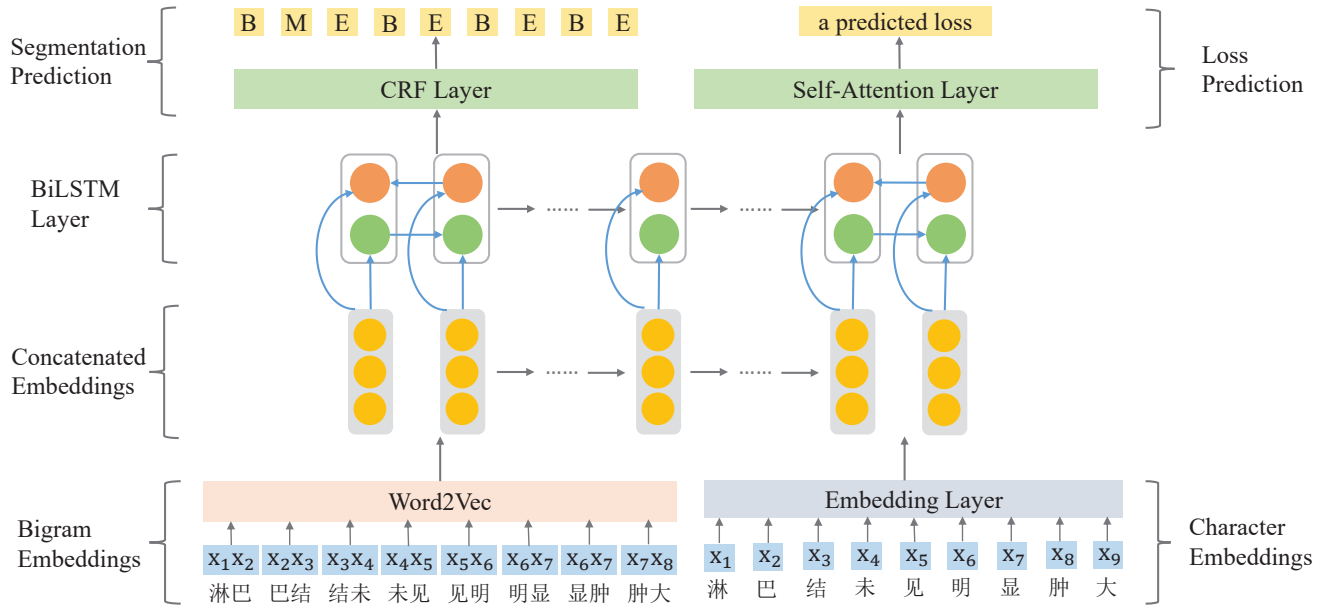 B M E B E B E B E
a predicted loss
Segmentation
Prediction
CRF Layer
Self-Attention Layer
Loss
Prediction
BiLSTM
Layer
......
......
Concatenated
Embeddings
......
......
Word2Vec
Embedding Layer
Bigram
Embeddings
x₁x₂ x₂x₃ x₃x₄ x₄x₅ x₅x₆ x₆x₇ x₆x₇ x₇x₈
淋巴 巴结 结未 未见 见明 明显 显肿 肿大
x₁ x₂ x₃ x₄ x₅ x₆ x₇ x₈ x₉
淋 巴 结 未 见 明 显 肿 大
Character
Embeddings